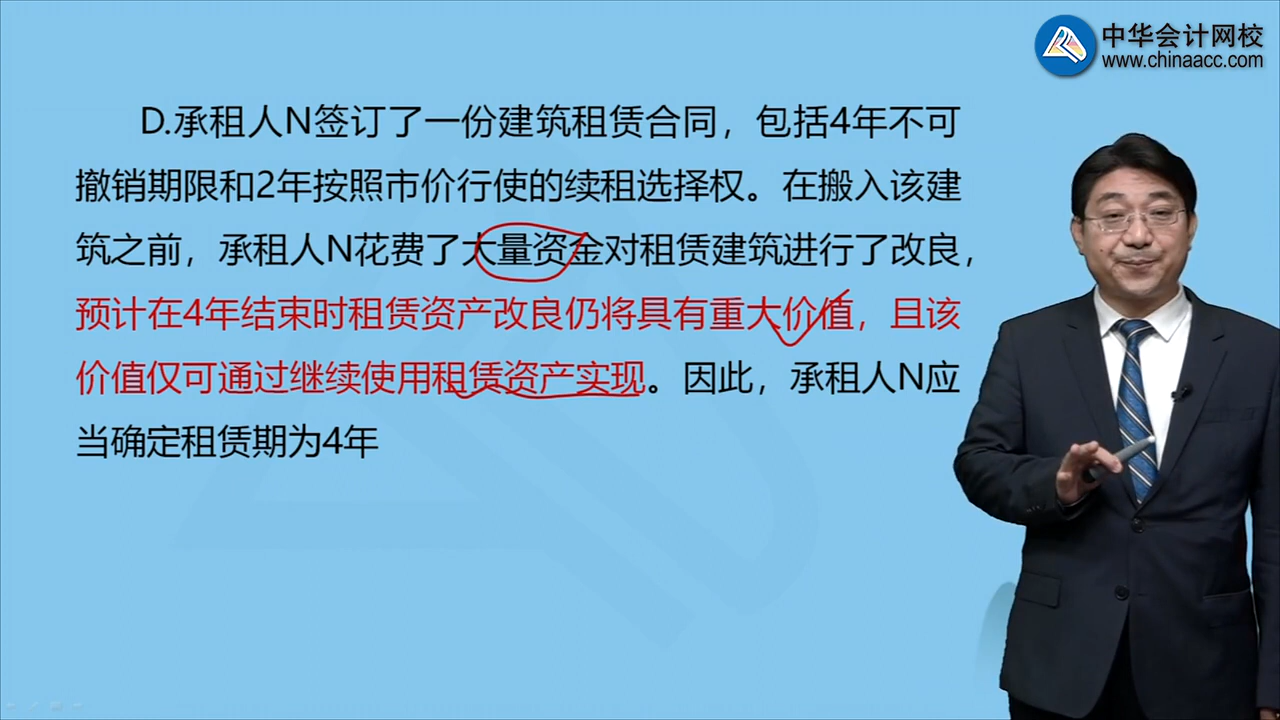 中华会计网校
www.chinaacc.com
D.承租人N签订了一份建筑租赁合同，包括4年不可
撤销期限和2年按照市价行使的续租选择权。在搬入该建
筑之前，承租人N花费了大量资金对租赁建筑进行了改良，
预计在4年结束时租赁资产改良仍将具有重大价值，且该
价值仅可通过继续使用租赁资产实现。因此，承租人N应
当确定租赁期为4年